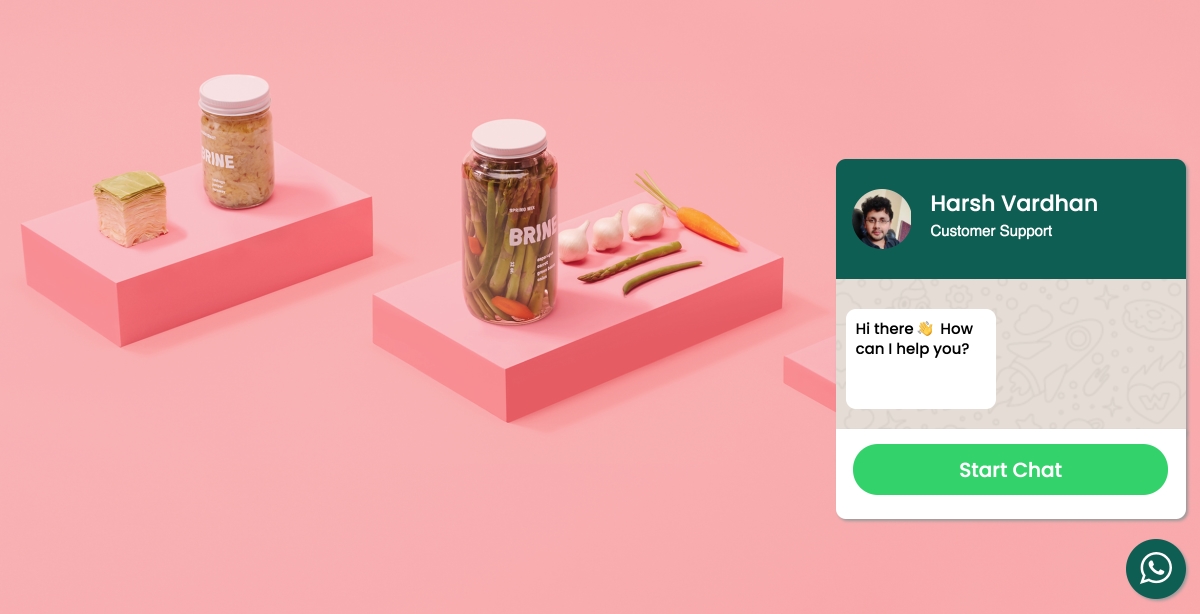 BRINE
SPRING MIX
BRINE
Harsh Vardhan
Customer Support
Hi there 👋 How
can I help you?
Start Chat